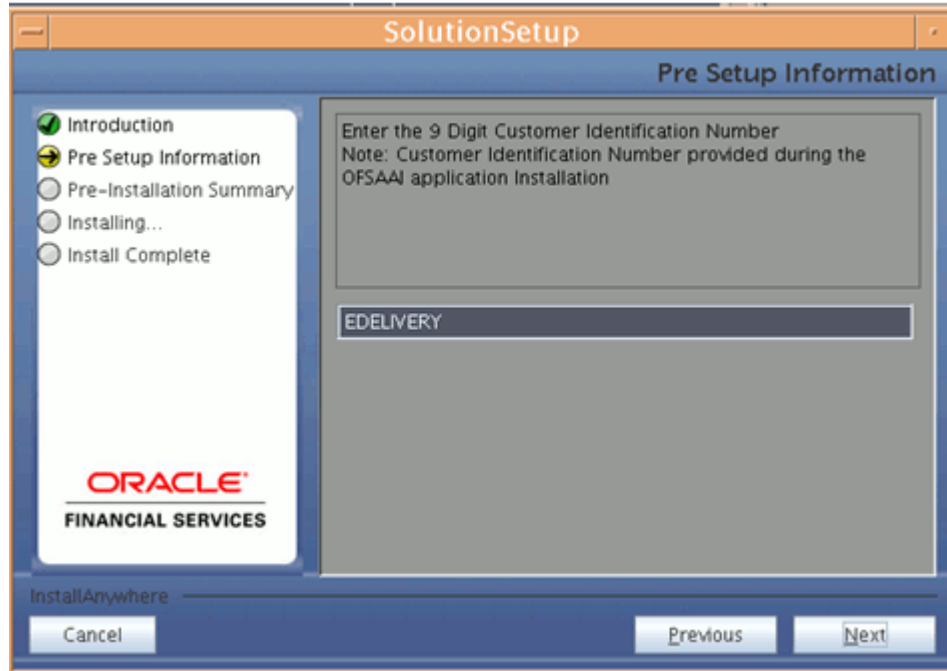 SolutionSetup
Pre Setup Information
Introduction
Pre Setup Information
Pre-Installation Summary
Installing...
Install Complete
ORACLE
FINANCIAL SERVICES
Enter the 9 Digit Customer Identification Number
Note: Customer Identification Number provided during the
OFSAAI application Installation
EDELIVERY
InstallAnywhere
Cancel
Previous
Next